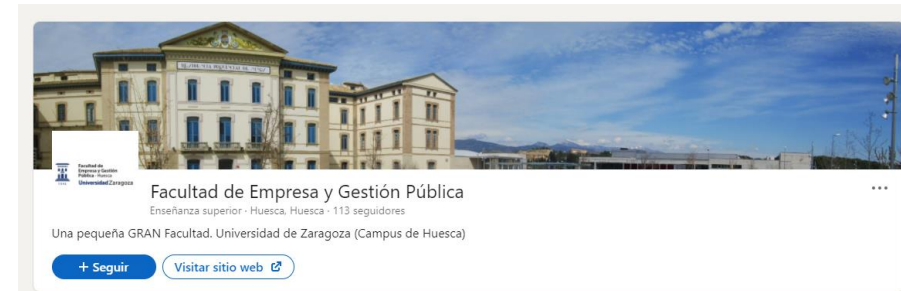 Facultad de
Empresa y Gestión
Pública - Huesca
Universidad Zaragoza
Facultad de Empresa y Gestión Pública
Enseñanza superior · Huesca, Huesca · 113 seguidores
Una pequeña GRAN Facultad. Universidad de Zaragoza (Campus de Huesca)
+ Seguir
Visitar sitio web